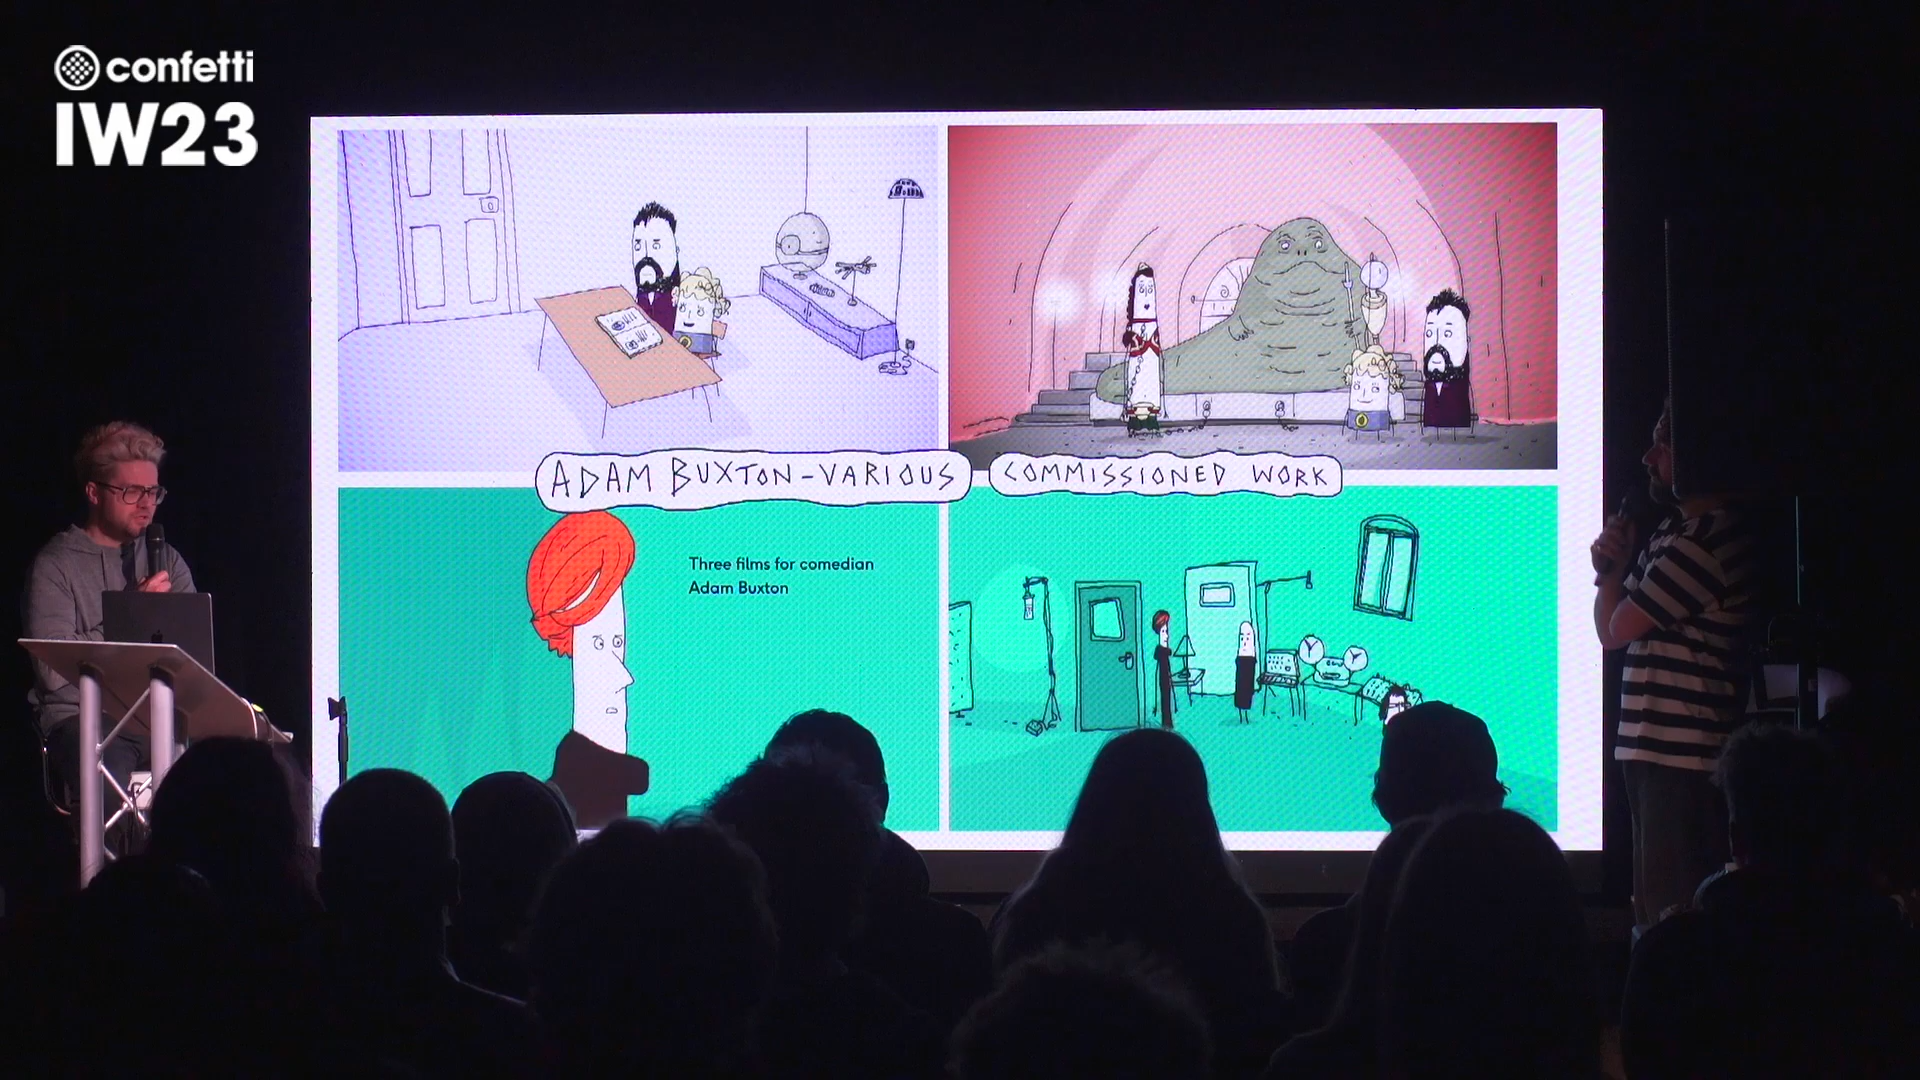 confetti
IW23
ADAM BUXTON-VARIOUS COMMISSIONED WORK
Three films for comedian
Adam Buxton